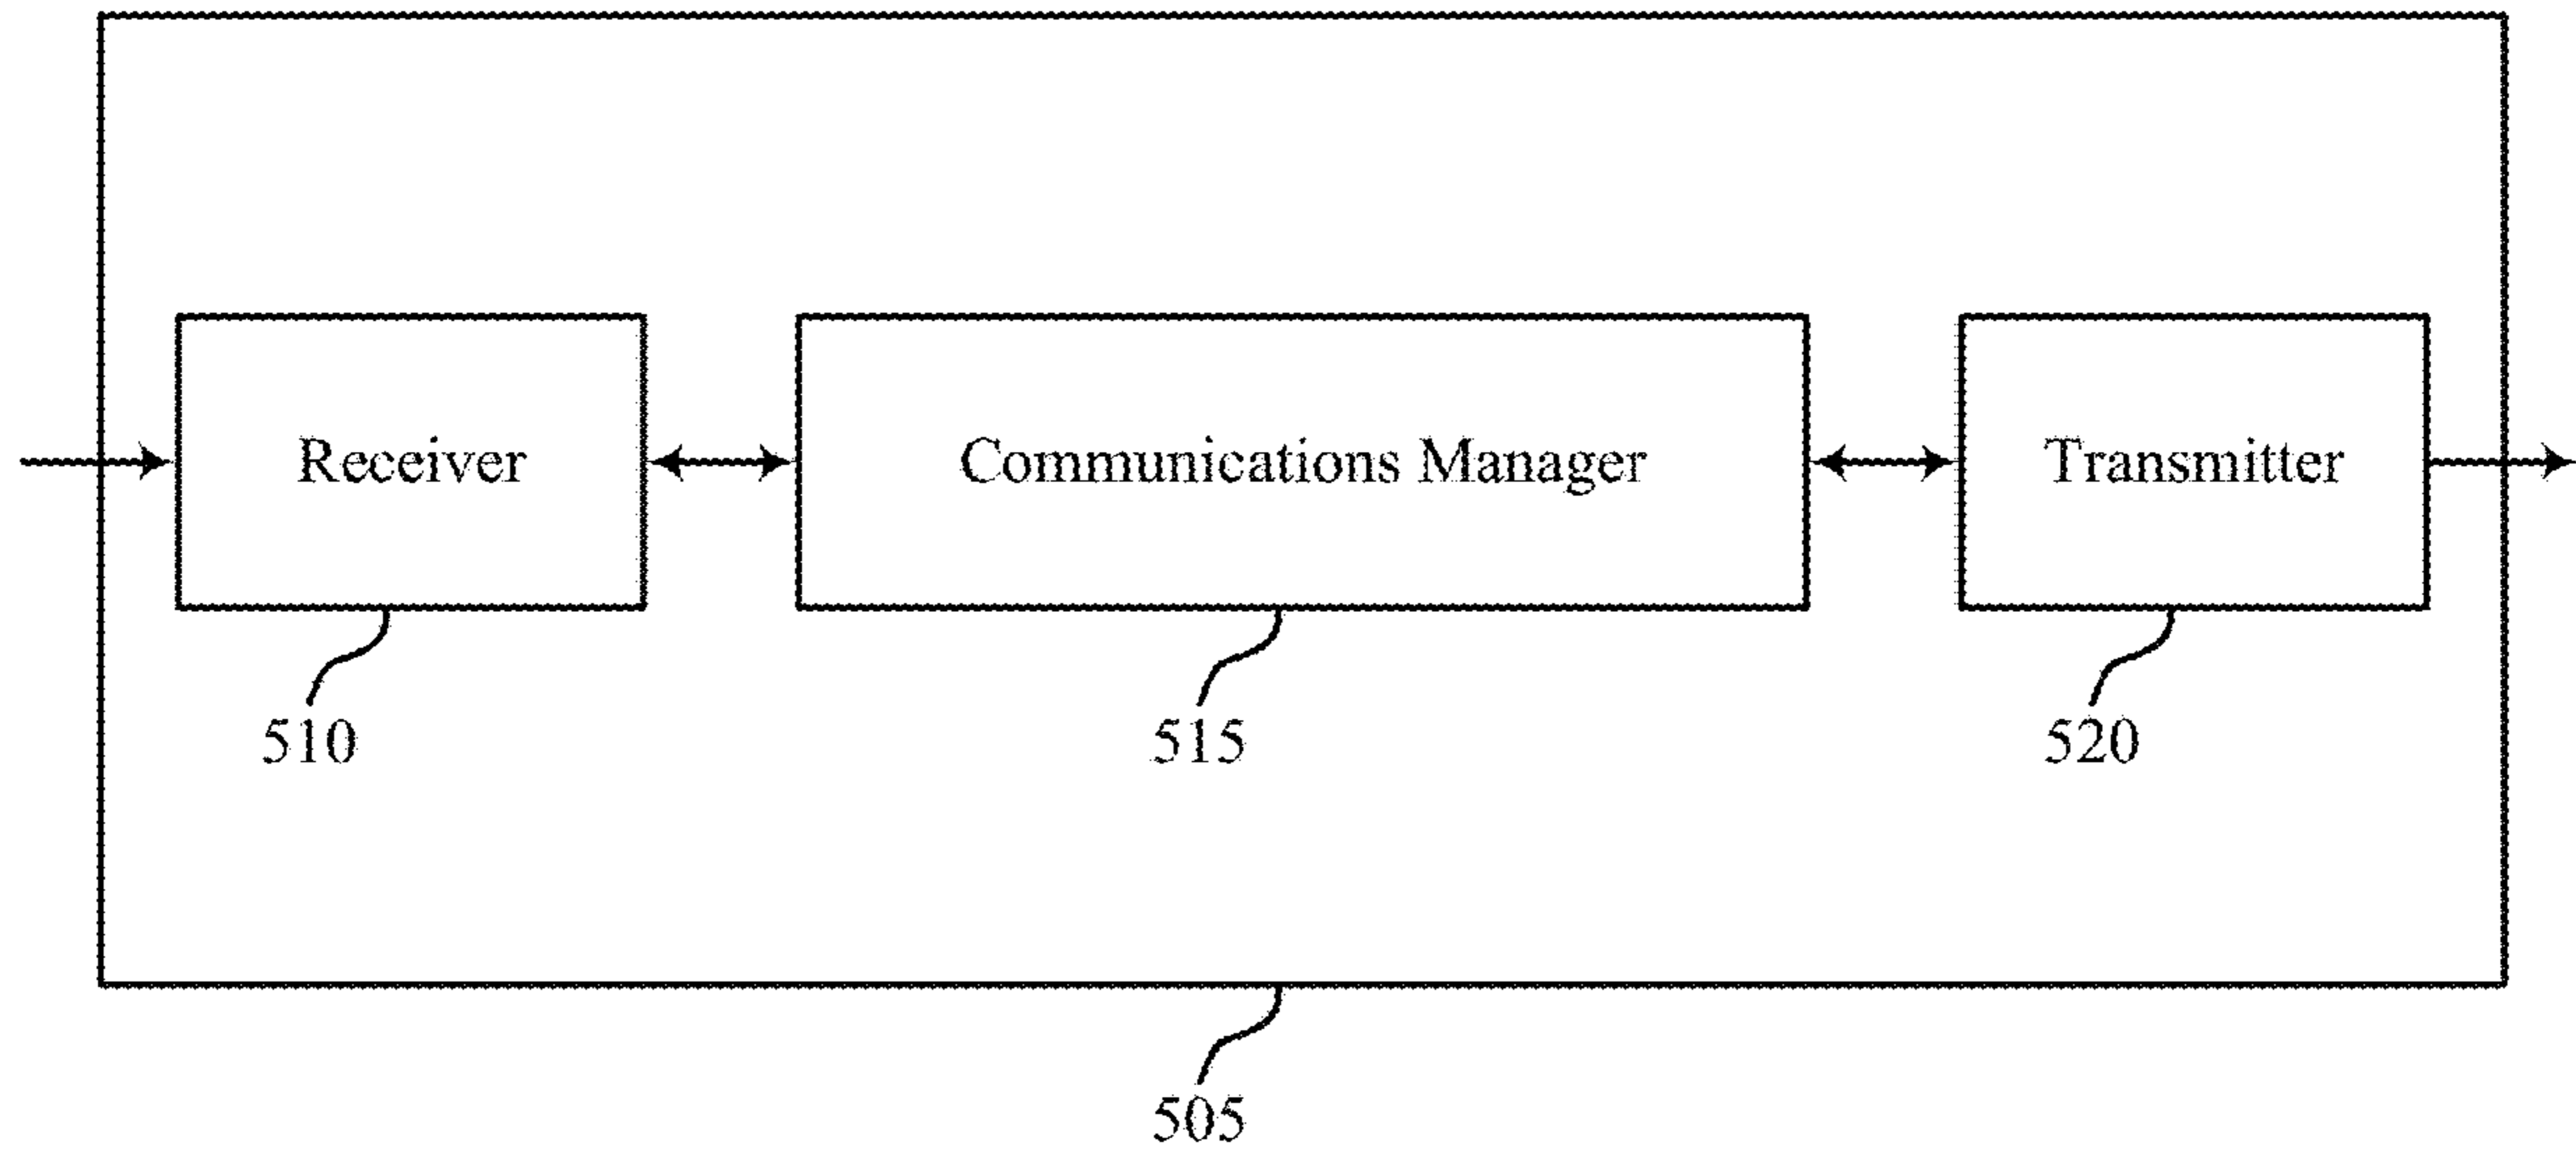 Receiver
Communications Manager
Transmitter
510
515
520
505